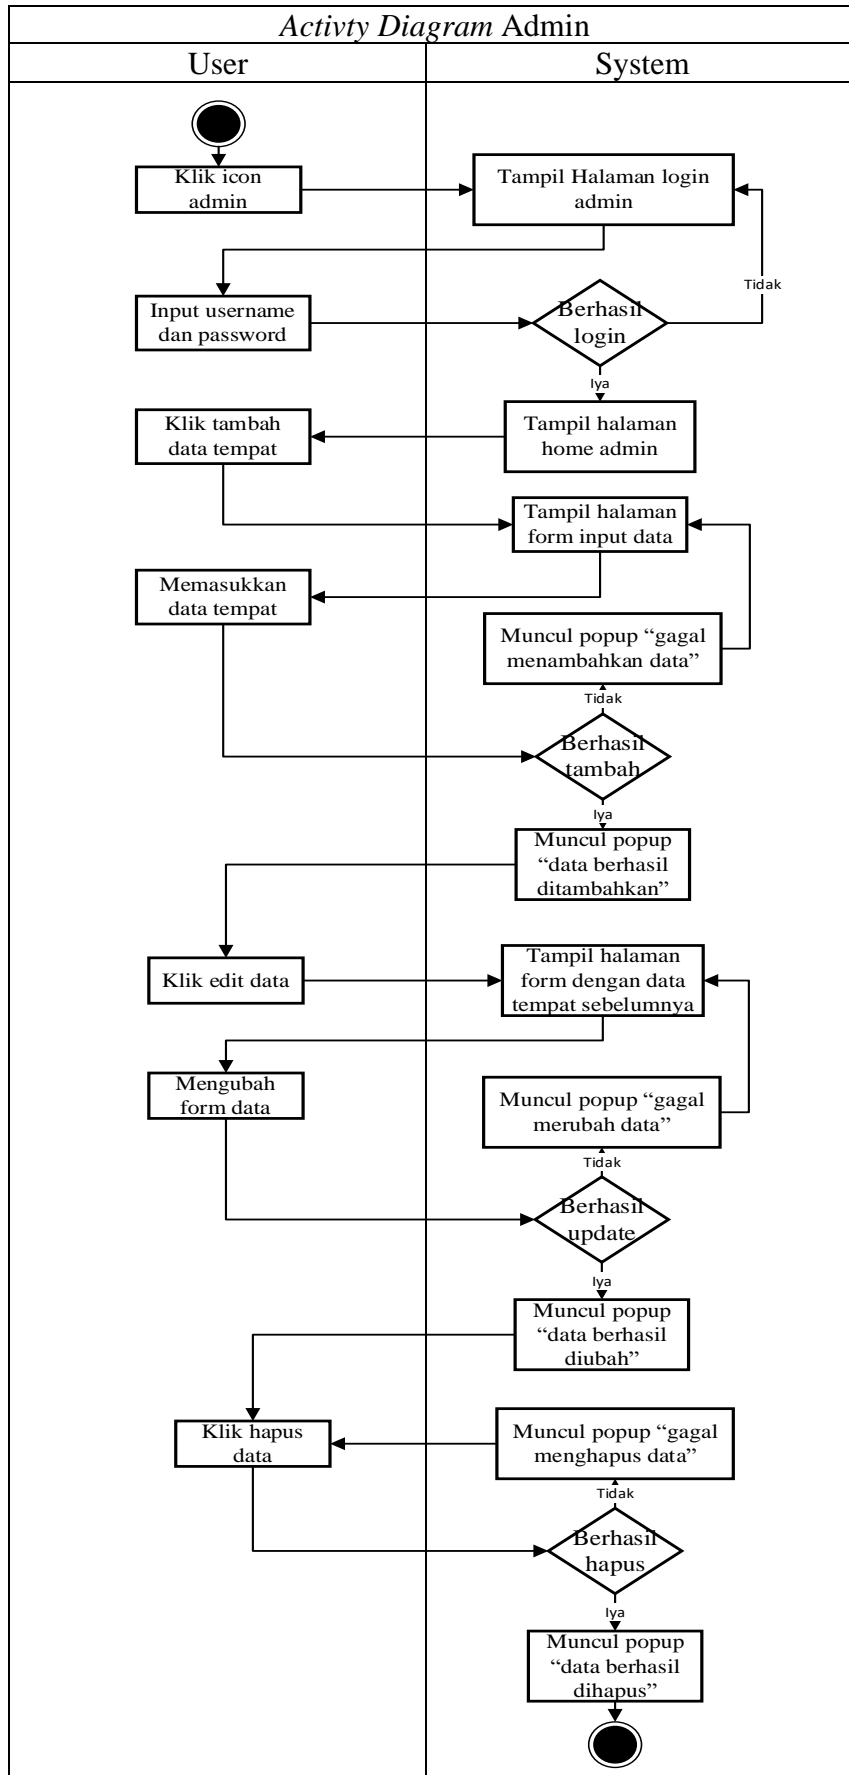 Activty Diagram Admin
User
System
Klik icon
admin
Tampil Halaman login
admin
Tidak
Input username
dan password
Berhasil
login
Iya
Klik tambah
data tempat
Tampil halaman
home admin
Tampil halaman
form input data
Memasukkan
data tempat
Muncul popup “gagal
menambahkan data”
Tidak
Berhasil
tambah
Iya
Muncul popup
“data berhasil
ditambahkan”
Klik edit data
Tampil halaman
form dengan data
tempat sebelumnya
Mengubah
form data
Muncul popup “gagal
merubah data”
Tidak
Berhasil
update
Iya
Muncul popup
“data berhasil
diubah”
Klik hapus
data
Muncul popup “gagal
menghapus data”
Tidak
Berhasil
hapus
Iya
Muncul popup
“data berhasil
dihapus”